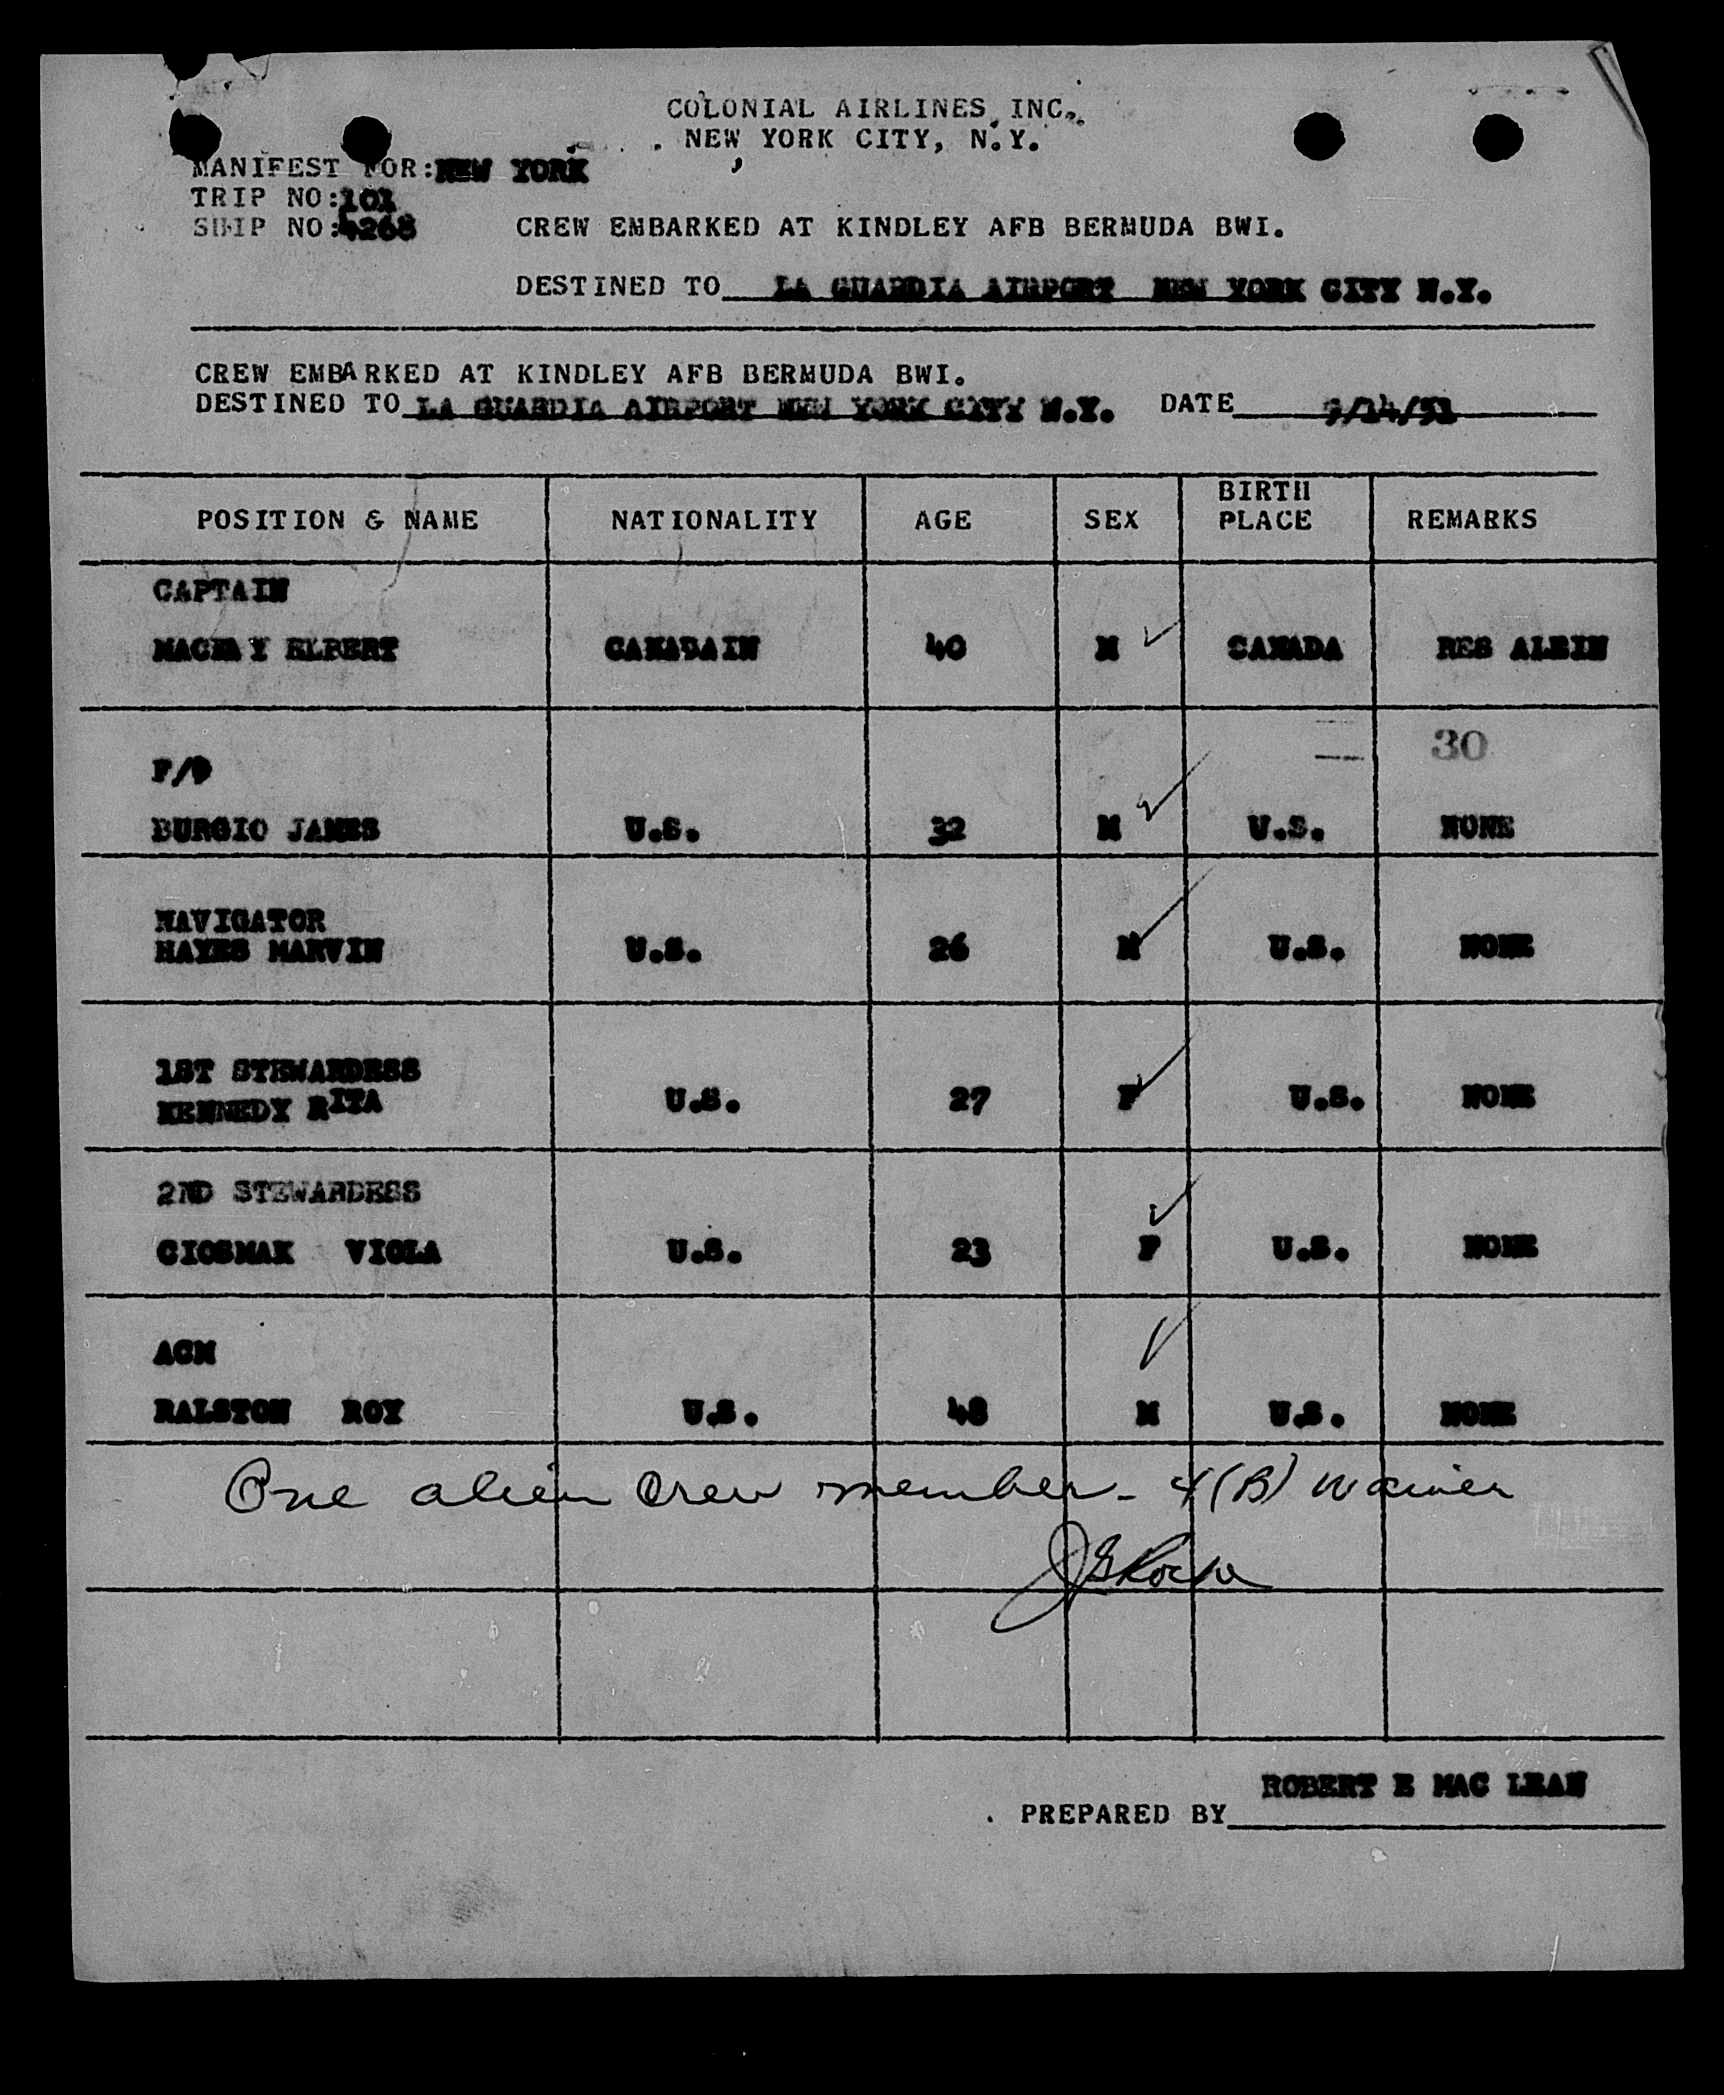 COLONIAL AIRLINES, INC.
NEW YORK CITY, N.Y.
MANIFEST FOR: NEW YORK
TRIP NO: 101
SHIP NO: 4268
CREW EMBARKED AT KINDLEY AFB BERMUDA BWI.
DESTINED TO LA GUARDIA AIRPORT NEW YORK CITY N.Y.
CREW EMBARKED AT KINDLEY AFB BERMUDA BWI.
DESTINED TO LA GUARDIA AIRPORT NEW YORK CITY N.Y. DATE
POSITION & NAME NATIONALITY AGE SEX BIRTH PLACE REMARKS
CAPTAIN
ELBERT CANADAIN 40 M CANADA RES ALEIN
30
F/O
BURGIO JAMES U.S. 32 M U.S. NONE
NAVIGATOR
HAYES MARVIN U.S. 26 M U.S. NONE
1ST STEWARDESS
KENNEDY RITA U.S. 27 F U.S. NONE
2ND STEWARDESS
CIOSMAK VIOLA U.S. 23 F U.S. NONE
ACM
RALSTON ROY U.S. 48 M U.S. NONE
One alien crew member - 4(B) waiver
ROBERT E MAC LEAN
PREPARED BY